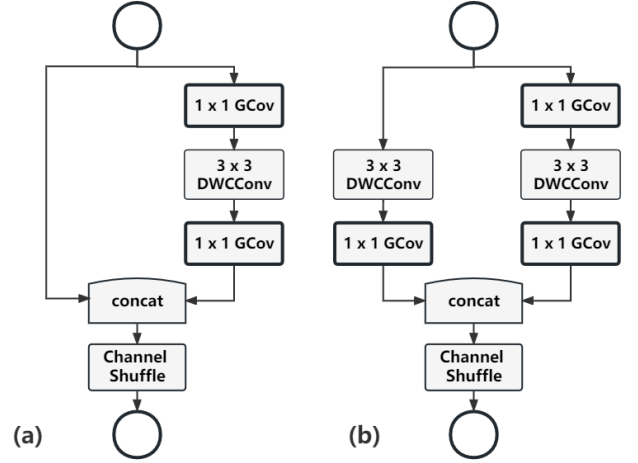 1 x 1 GCov
3 x 3
DWCConv
1 x 1 GCov
concat
Channel
Shuffle
(a)
1 x 1 GCov
3 x 3
DWCConv
3 x 3
DWCConv
1 x 1 GCov
1 x 1 GCov
concat
Channel
Shuffle
(b)